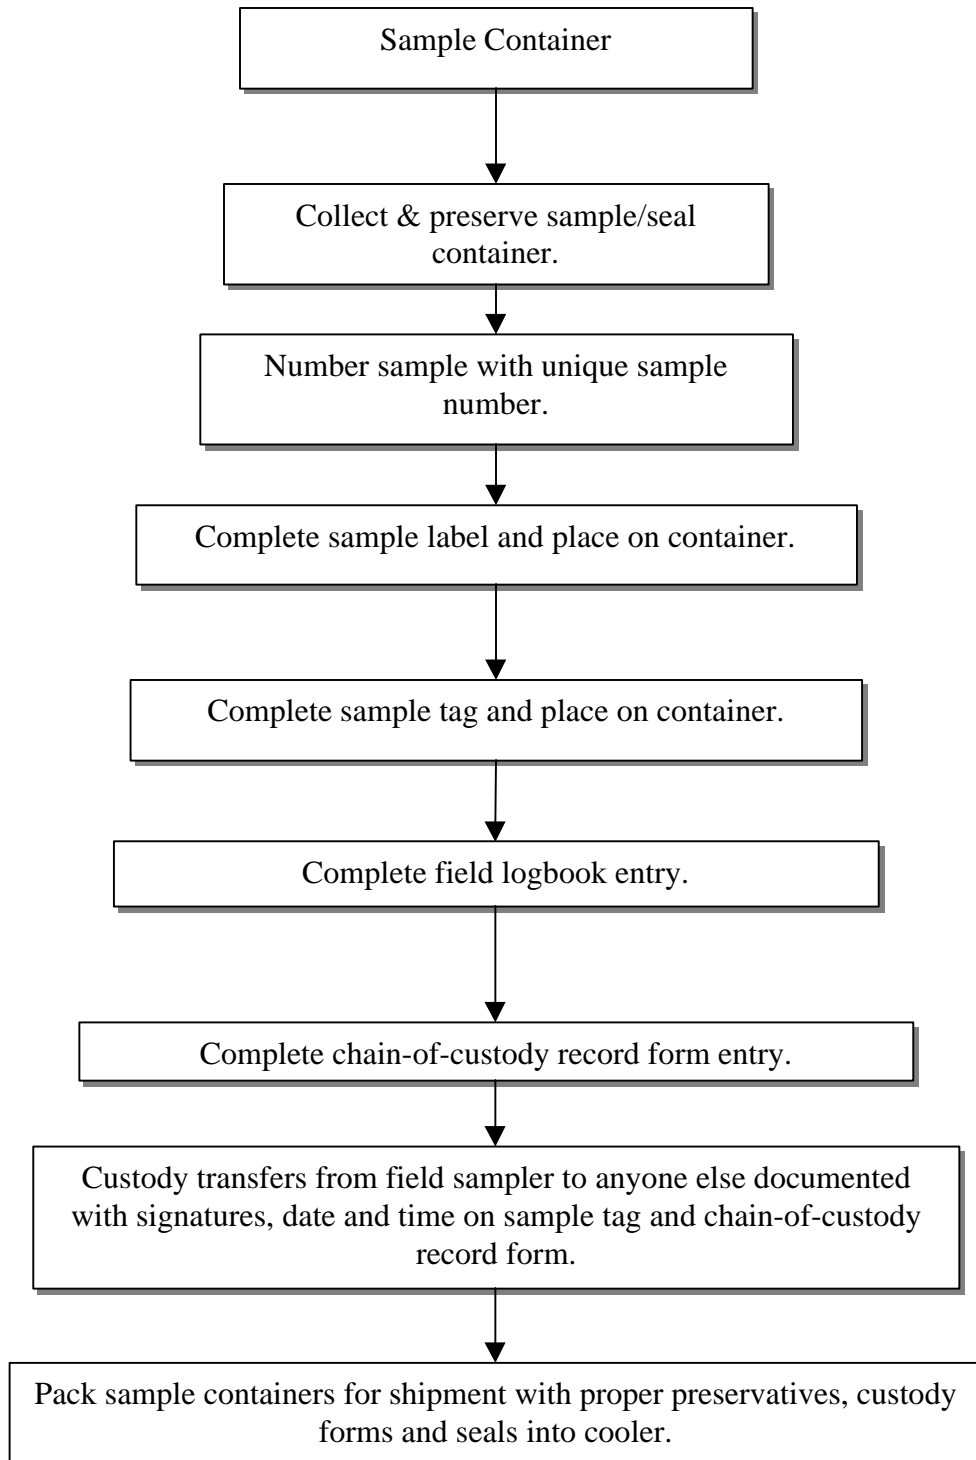 Sample Container
Collect & preserve sample/seal
container.
Number sample with unique sample
number.
Complete sample label and place on container.
Complete sample tag and place on container.
Complete field logbook entry.
Complete chain-of-custody record form entry.
Custody transfers from field sampler to anyone else documented
with signatures, date and time on sample tag and chain-of-custody
record form.
Pack sample containers for shipment with proper preservatives, custody
forms and seals into cooler.